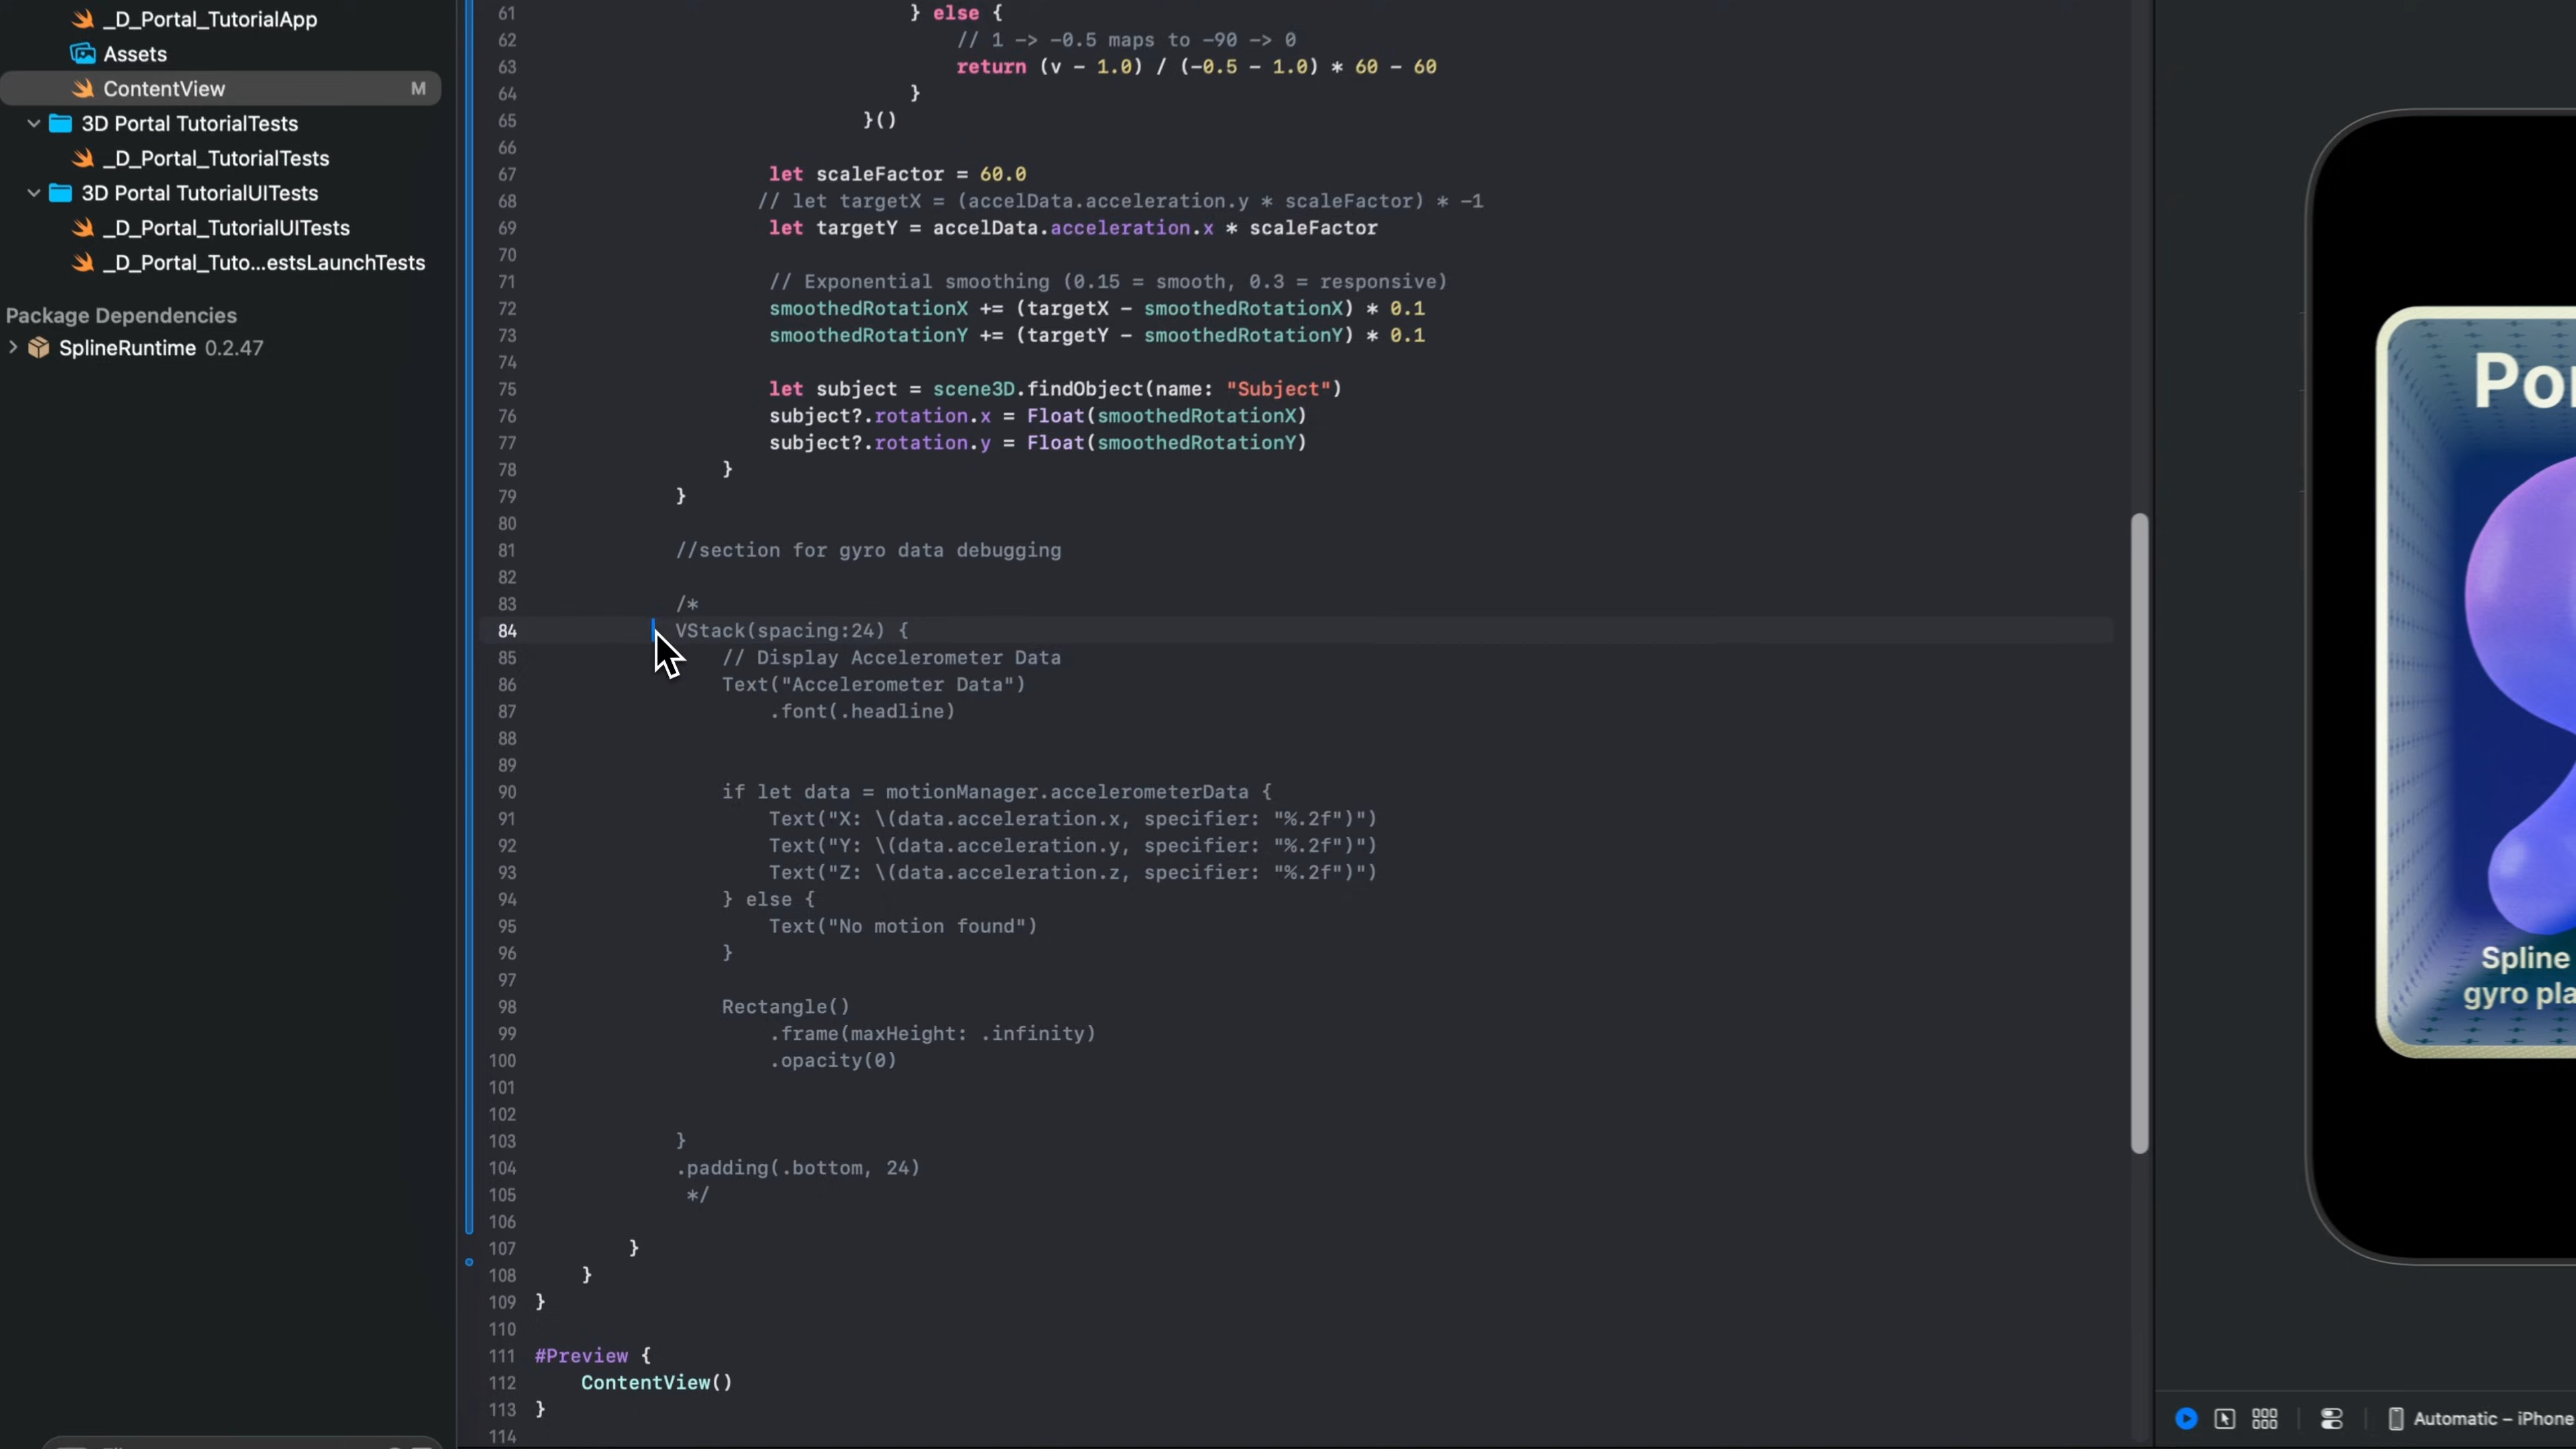 _D_Portal_TutorialApp
Assets
ContentView M
3D Portal TutorialTests
_D_Portal_TutorialTests
3D Portal TutorialUITests
_D_Portal_TutorialUITests
_D_Portal_Tuto...estsLaunchTests
Package Dependencies
SplineRuntime 0.2.47
61 } else {
62 // 1 -> -0.5 maps to -90 -> 0
63 return (v - 1.0) / (-0.5 - 1.0) * 60 - 60
64 }
65 }()
66
67 let scaleFactor = 60.0
68 // let targetX = (accelData.acceleration.y * scaleFactor) * -1
69 let targetY = accelData.acceleration.x * scaleFactor
70
71 // Exponential smoothing (0.15 = smooth, 0.3 = responsive)
72 smoothedRotationX += (targetX - smoothedRotationX) * 0.1
73 smoothedRotationY += (targetY - smoothedRotationY) * 0.1
74
75 let subject = scene3D.findObject(name: "Subject")
76 subject?.rotation.x = Float(smoothedRotationX)
77 subject?.rotation.y = Float(smoothedRotationY)
78 }
79 }
80
81 //section for gyro data debugging
82
83 /*
84 VStack(spacing:24) {
85 // Display Accelerometer Data
86 Text("Accelerometer Data")
87 .font(.headline)
88
89
90 if let data = motionManager.accelerometerData {
91 Text("X: \(data.acceleration.x, specifier: "%.2f")")
92 Text("Y: \(data.acceleration.y, specifier: "%.2f")")
93 Text("Z: \(data.acceleration.z, specifier: "%.2f")")
94 } else {
95 Text("No motion found")
96 }
97
98 Rectangle()
99 .frame(maxHeight: .infinity)
100 .opacity(0)
101
102
103 }
104 .padding(.bottom, 24)
105 */
106
107 }
108 }
109 }
110
111 #Preview {
112 ContentView()
113 }
114
Por
Spline
gyro pla
Automatic – iPhone